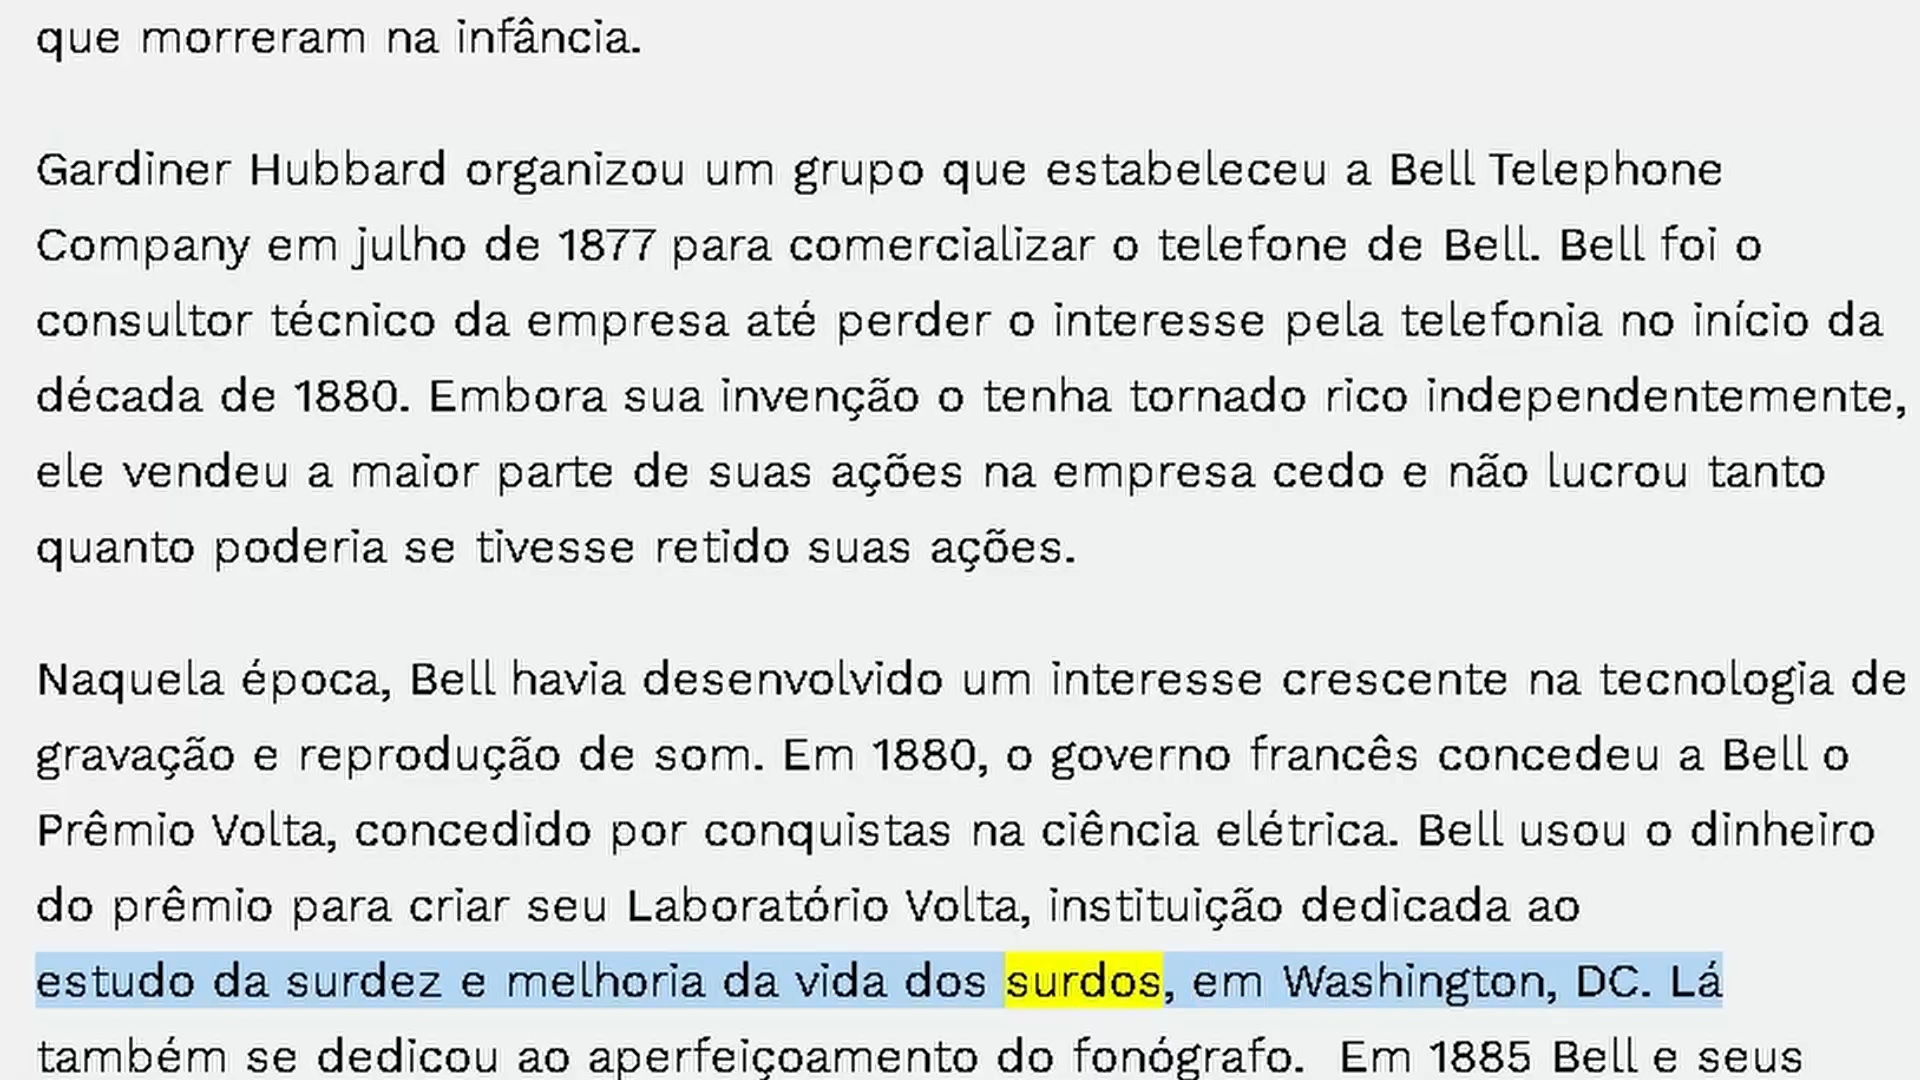 que morreram na infância.
Gardiner Hubbard organizou um grupo que estabeleceu a Bell Telephone
Company em julho de 1877 para comercializar o telefone de Bell. Bell foi o
consultor técnico da empresa até perder o interesse pela telefonia no início da
década de 1880. Embora sua invenção o tenha tornado rico independentemente,
ele vendeu a maior parte de suas ações na empresa cedo e não lucrou tanto
quanto poderia se tivesse retido suas ações.
Naquela época, Bell havia desenvolvido um interesse crescente na tecnologia de
gravação e reprodução de som. Em 1880, o governo francês concedeu a Bell o
Prêmio Volta, concedido por conquistas na ciência elétrica. Bell usou o dinheiro
do prêmio para criar seu Laboratório Volta, instituição dedicada ao
estudo da surdez e melhoria da vida dos surdos, em Washington, DC. Lá
também se dedicou ao aperfeiçoamento do fonógrafo.  Em 1885 Bell e seus